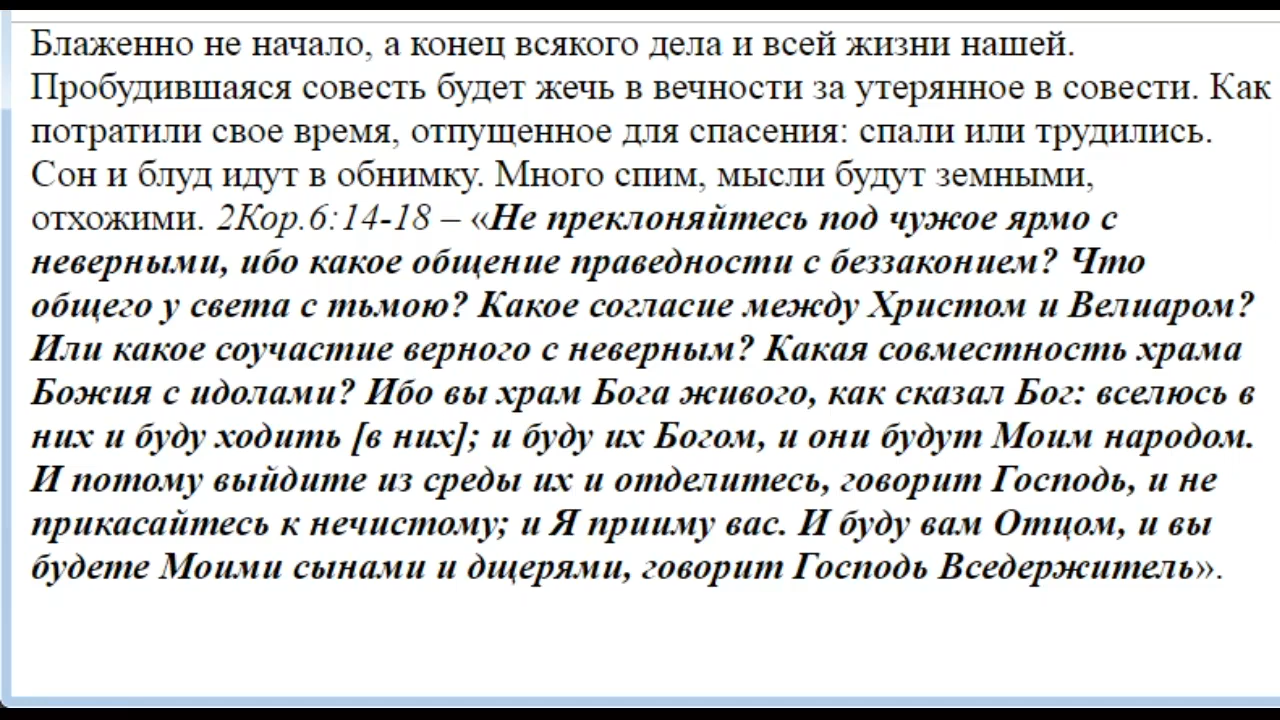 Блаженно не начало, а конец всякого дела и всей жизни нашей.
Пробудившаяся совесть будет жечь в вечности за утерянное в совести. Как
потратили свое время, отпущенное для спасения: спали или трудились.
Сон и блуд идут в обнимку. Много спим, мысли будут земными,
отхожими. 2Кор.6:14-18 – «Не преклоняйтесь под чужое ярмо с
неверными, ибо какое общение праведности с беззаконием? Что
общего у света с тьмою? Какое согласие между Христом и Велиаром?
Или какое соучастие верного с неверным? Какая совместность храма
Божия с идолами? Ибо вы храм Бога живого, как сказал Бог: вселюсь в
них и буду ходить [в них]; и буду их Богом, и они будут Моим народом.
И потому выйдите из среды их и отделитесь, говорит Господь, и не
прикасайтесь к нечистому; и Я прииму вас. И буду вам Отцом, и вы
будете Моими сынами и дщерями, говорит Господь Вседержитель».